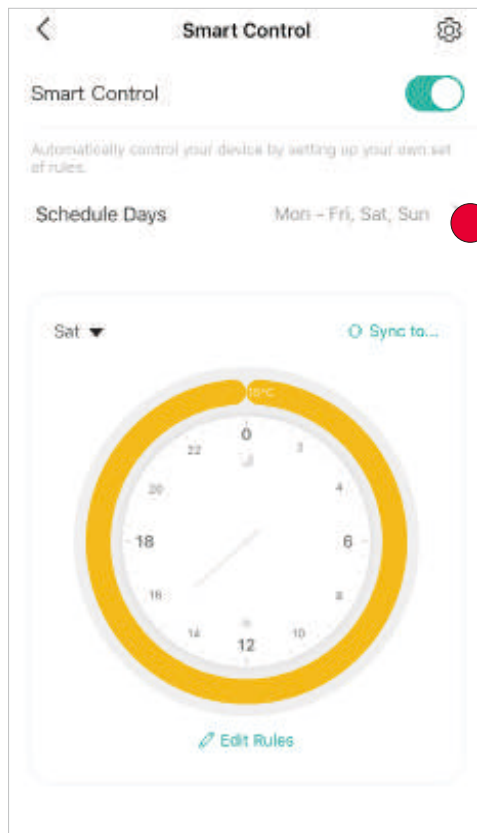 Smart Control
Smart Control
Automatically control your device by setting up your own set
of rules.
Schedule Days Mon - Fri, Sat, Sun
Sat Sync to...
0
22 2
20 4
18 6
16 8
14 10
12
Edit Rules